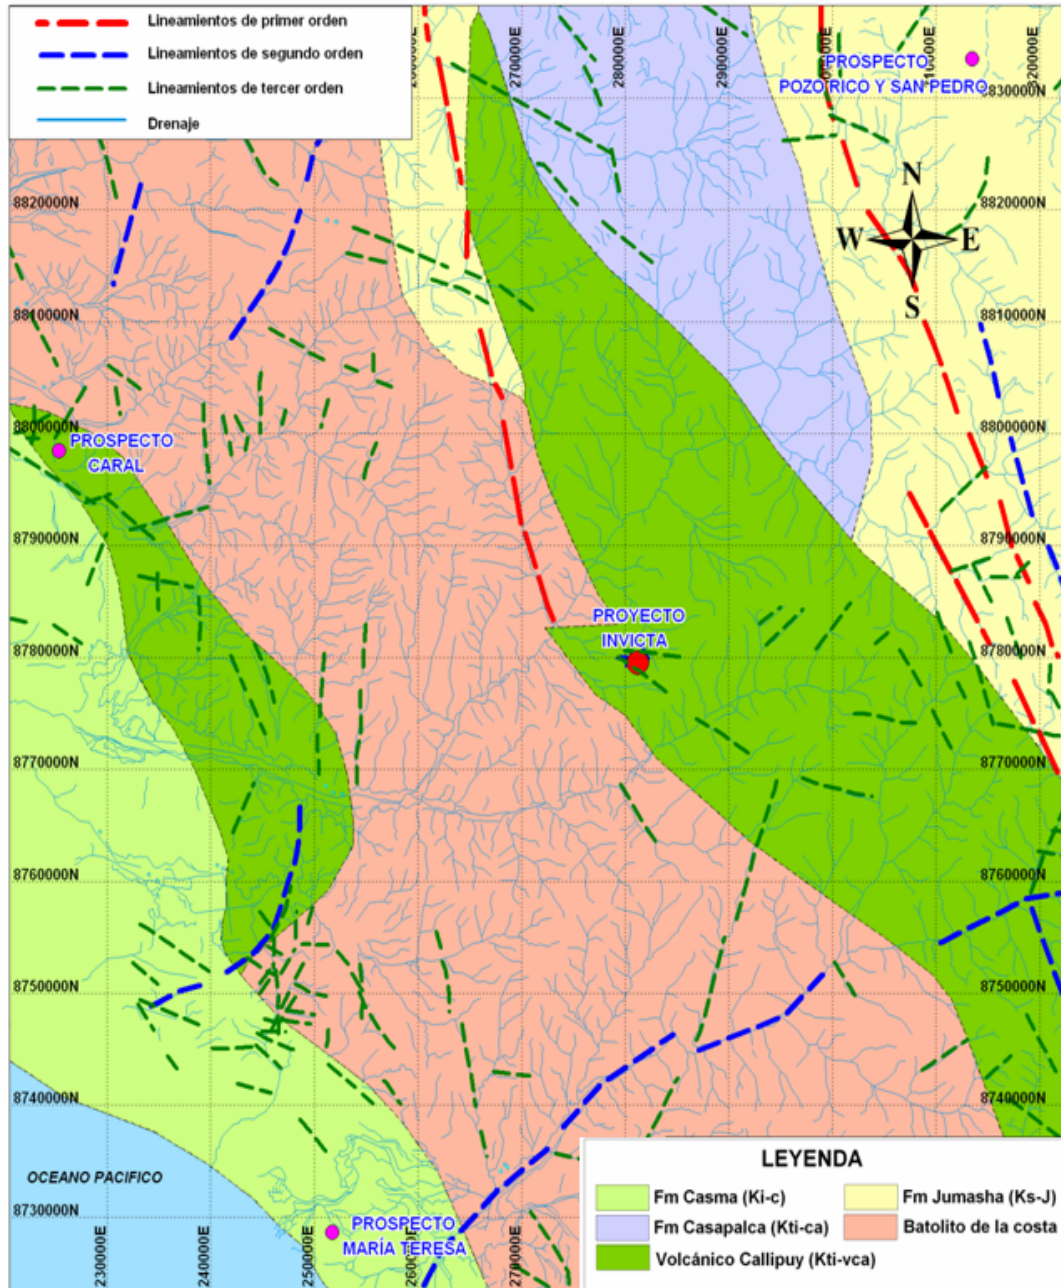 Lineamientos de primer orden
Lineamientos de segundo orden
Lineamientos de tercer orden
Drenaje
270000E
280000E
290000E
PROSPECTO
POZO RICO Y SAN PEDRO
8830000N
N
W
E
S
8820000N
8820000N
8810000N
8810000N
8800000N
8800000N
PROSPECTO
CARAL
8790000N
8790000N
PROYECTO
INVICTA
8780000N
8780000N
8770000N
8770000N
8760000N
8760000N
8750000N
8750000N
8740000N
8740000N
OCEANO PACIFICO
8730000N
PROSPECTO
MARÍA TERESA
230000E
240000E
250000E
260000E
270000E
LEYENDA
Fm Casma (Ki-c)
Fm Jumasha (Ks-J)
Fm Casapalca (Kti-ca)
Batolito de la costa
Volcánico Callipuy (Kti-vca)